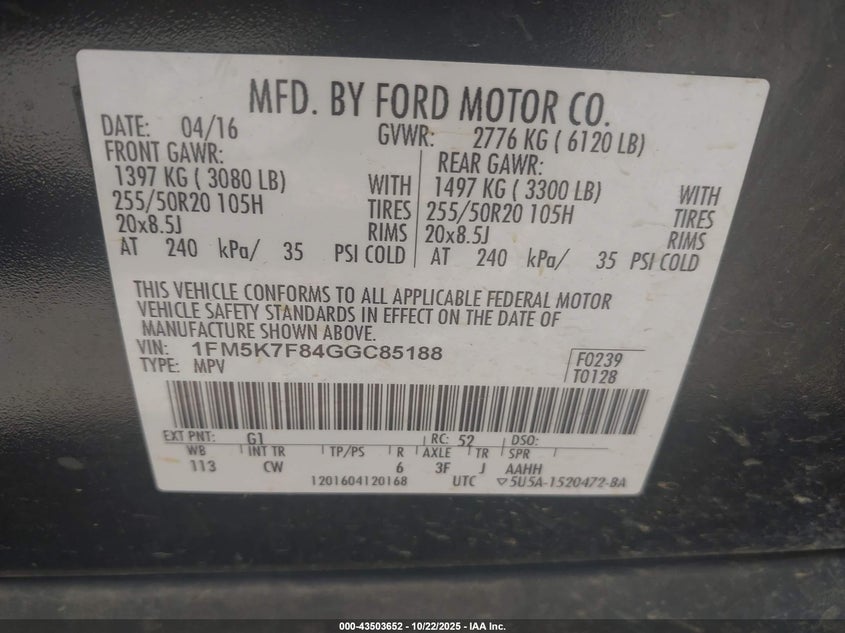 MFD. BY FORD MOTOR CO.
DATE: 04/16 GVWR: 2776 KG ( 6120 LB)
FRONT GAWR: REAR GAWR:
1397 KG ( 3080 LB) WITH 1497 KG ( 3300 LB) WITH
255/50R20 105H TIRES 255/50R20 105H TIRES
20x8.5J RIMS 20x8.5J RIMS
AT 240 kPa/ 35 PSI COLD AT 240 kPa/ 35 PSI COLD
THIS VEHICLE CONFORMS TO ALL APPLICABLE FEDERAL MOTOR
VEHICLE SAFETY STANDARDS IN EFFECT ON THE DATE OF
MANUFACTURE SHOWN ABOVE.
VIN: 1FM5K7F84GGC85188 F0239
TYPE: MPV T0128
EXT PNT: G1 RC: 52 DSO:
WB INT TR TP/PS R AXLE TR SPR
113 CW 6 3F J AAHH
1201604120168 UTC ▽5U5A-1520472-BA
000-43503652 - 10/22/2025 - IAA Inc.